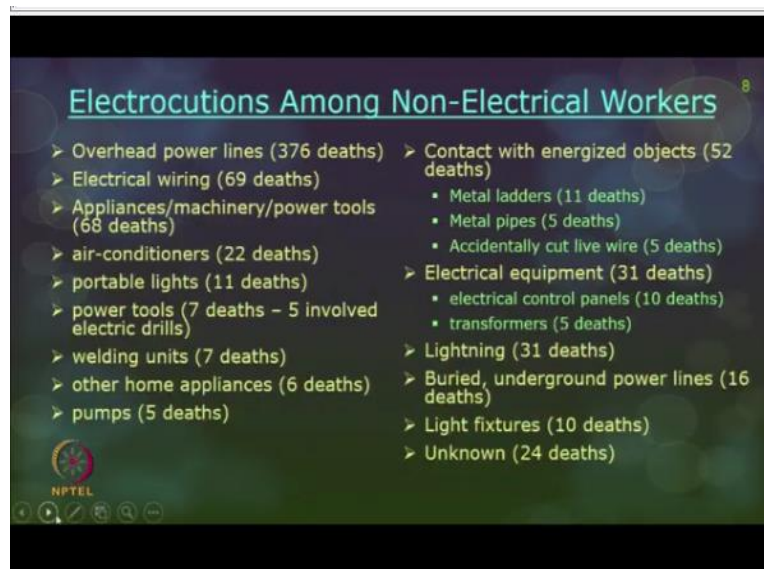 8
Electrocutions Among Non-Electrical Workers
➢ Overhead power lines (376 deaths)
➢ Electrical wiring (69 deaths)
➢ Appliances/machinery/power tools
(68 deaths)
➢ air-conditioners (22 deaths)
➢ portable lights (11 deaths)
➢ power tools (7 deaths – 5 involved
electric drills)
➢ welding units (7 deaths)
➢ other home appliances (6 deaths)
➢ pumps (5 deaths)
➢ Contact with energized objects (52
deaths)
▪ Metal ladders (11 deaths)
▪ Metal pipes (5 deaths)
▪ Accidentally cut live wire (5 deaths)
➢ Electrical equipment (31 deaths)
▪ electrical control panels (10 deaths)
▪ transformers (5 deaths)
➢ Lightning (31 deaths)
➢ Buried, underground power lines (16
deaths)
➢ Light fixtures (10 deaths)
➢ Unknown (24 deaths)
NPTEL